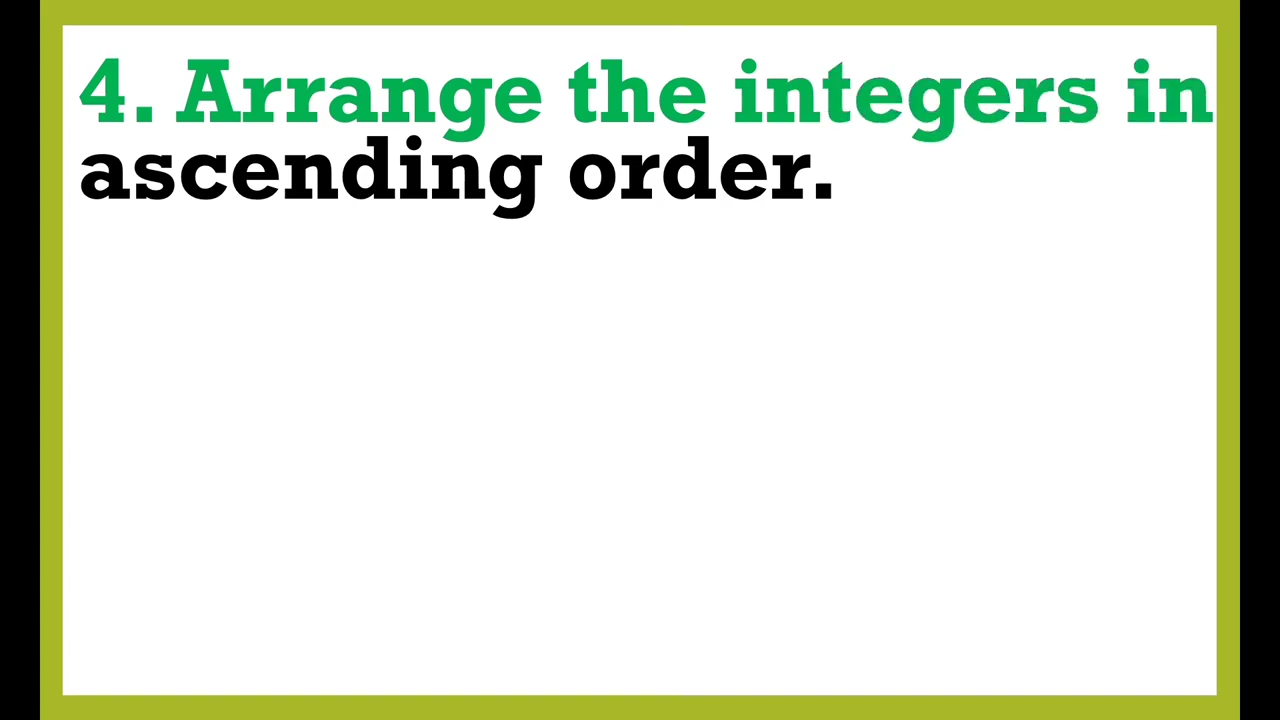 4. Arrange the integers in
ascending order.